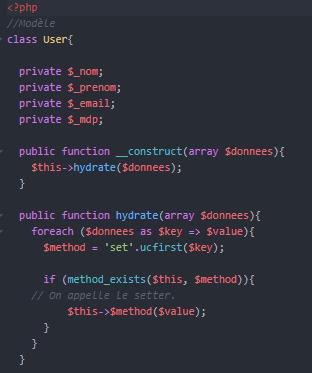 <?php
//Modèle
class User{
private $_nom;
private $_prenom;
private $_email;
private $_mdp;
public function __construct(array $donnees){
$this->hydrate($donnees);
}
public function hydrate(array $donnees){
foreach ($donnees as $key => $value){
$method = 'set'.ucfirst($key);
if (method_exists($this, $method)){
// On appelle le setter.
$this->$method($value);
}
}
}